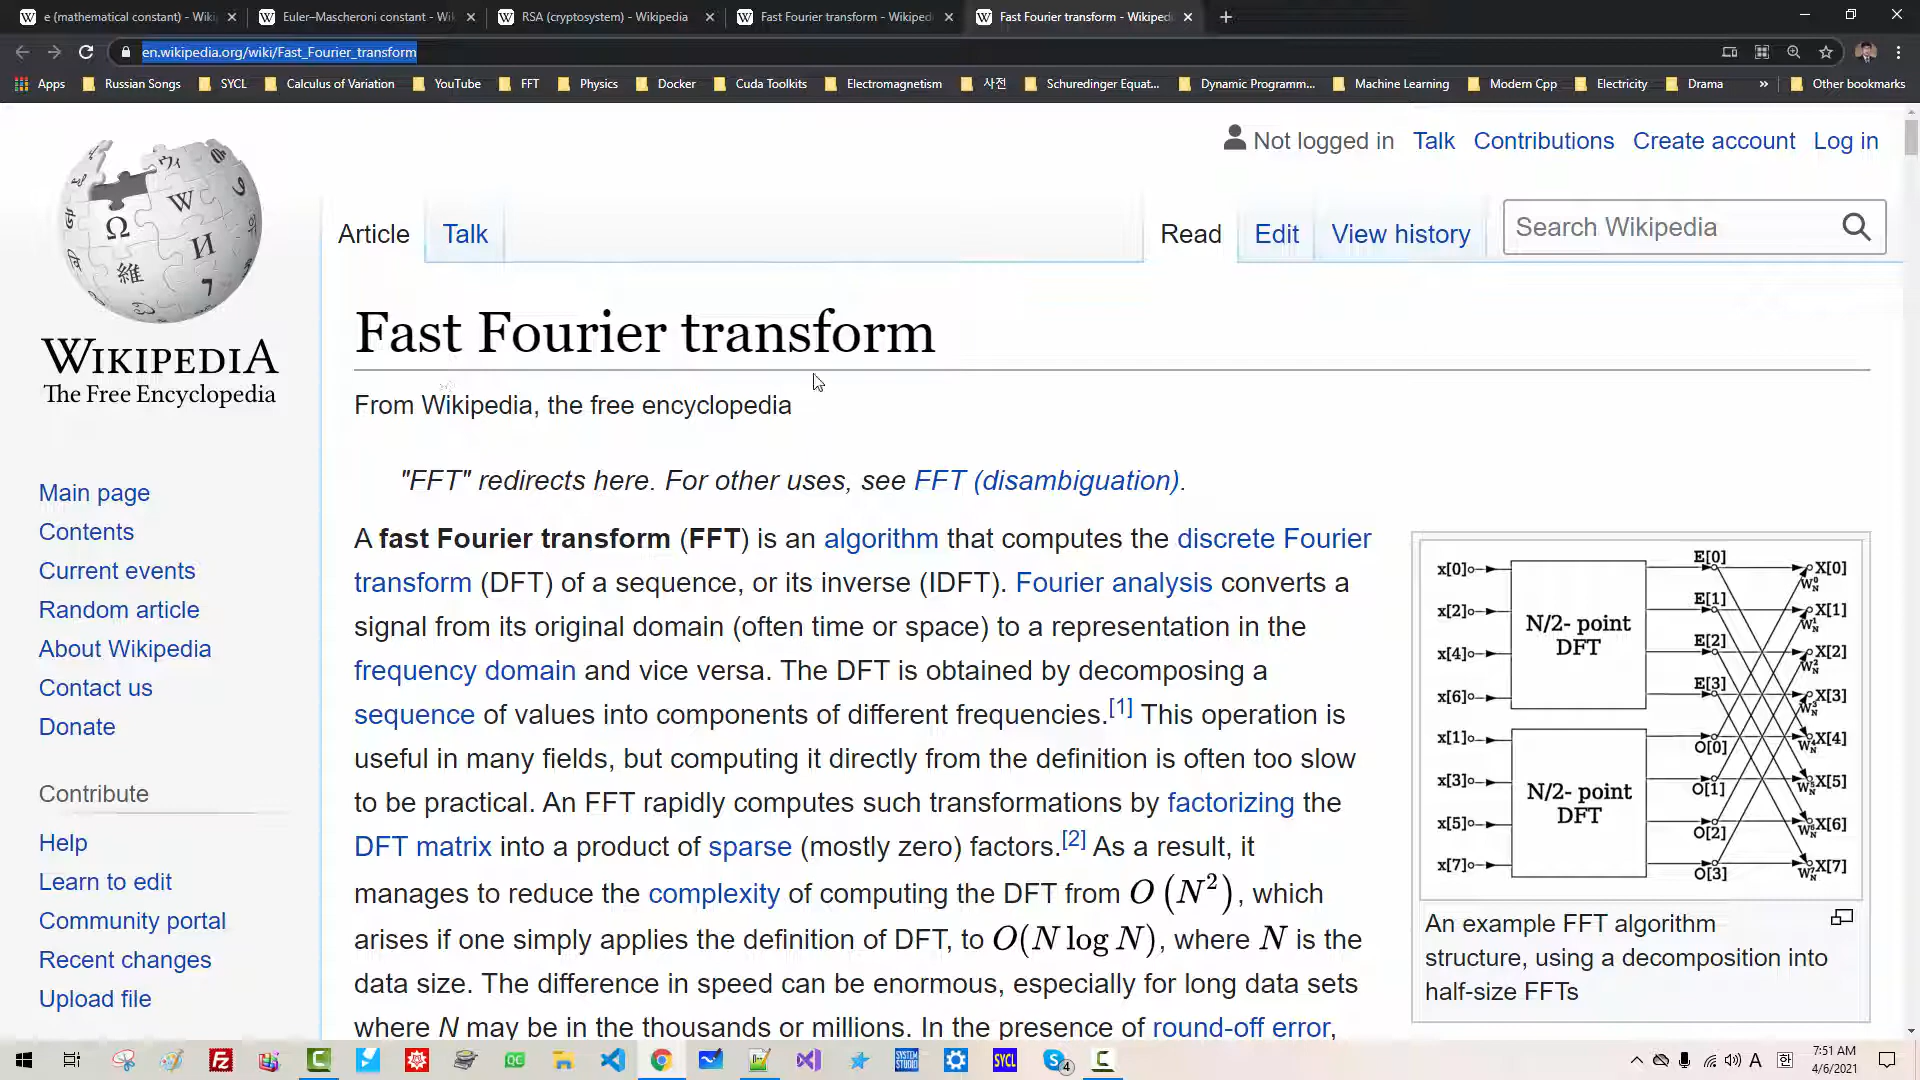 e (mathematical constant) - Wiki
Euler–Mascheroni constant - Wi
RSA (cryptosystem) - Wikipedia
Fast Fourier transform - Wikiped
Fast Fourier transform - Wikiped
en.wikipedia.org/wiki/Fast_Fourier_transform
Apps
Russian Songs
SYCL
Calculus of Variation
YouTube
FFT
Physics
Docker
Cuda Toolkits
Electromagnetism
사전
Schuredinger Equat...
Dynamic Programm...
Machine Learning
Modern Cpp
Electricity
Drama
»
Other bookmarks
Not logged in
Talk
Contributions
Create account
Log in
WIKIPEDIA
The Free Encyclopedia
Article
Talk
Read
Edit
View history
Search Wikipedia
Fast Fourier transform
From Wikipedia, the free encyclopedia
"FFT" redirects here. For other uses, see FFT (disambiguation).
A fast Fourier transform (FFT) is an algorithm that computes the discrete Fourier
transform (DFT) of a sequence, or its inverse (IDFT). Fourier analysis converts a
signal from its original domain (often time or space) to a representation in the
frequency domain and vice versa. The DFT is obtained by decomposing a
sequence of values into components of different frequencies.[1] This operation is
useful in many fields, but computing it directly from the definition is often too slow
to be practical. An FFT rapidly computes such transformations by factorizing the
DFT matrix into a product of sparse (mostly zero) factors.[2] As a result, it
manages to reduce the complexity of computing the DFT from O (N²), which
arises if one simply applies the definition of DFT, to O(N log N), where N is the
data size. The difference in speed can be enormous, especially for long data sets
where N may be in the thousands or millions. In the presence of round-off error,
Main page
Contents
Current events
Random article
About Wikipedia
Contact us
Donate
Contribute
Help
Learn to edit
Community portal
Recent changes
Upload file
x[0]
x[2]
x[4]
x[6]
x[1]
x[3]
x[5]
x[7]
N/2- point
DFT
N/2- point
DFT
E[0]
E[1]
E[2]
E[3]
O[0]
O[1]
O[2]
O[3]
X[0]
X[1]
X[2]
X[3]
X[4]
X[5]
X[6]
X[7]
An example FFT algorithm
structure, using a decomposition into
half-size FFTs
QC
SYSTEM
STUDIO
SYCL
4
A
한
7:51 AM
4/6/2021